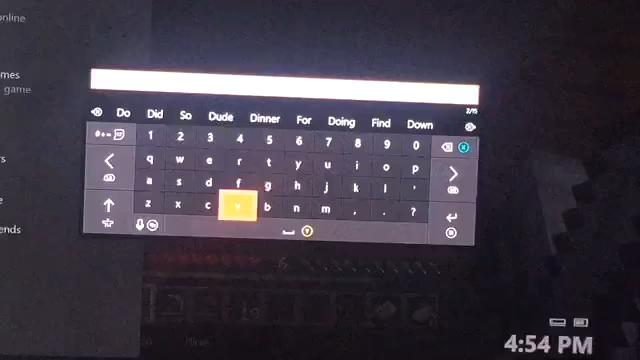 online
mes
game
2/15
Do Did So Dude Dinner For Doing Find Down
1 2 3 4 5 6 7 8 9 0
q w e r t y u i o p
a s d f g h j k l '
z x c v b n m , . ?
ends
4:54 PM